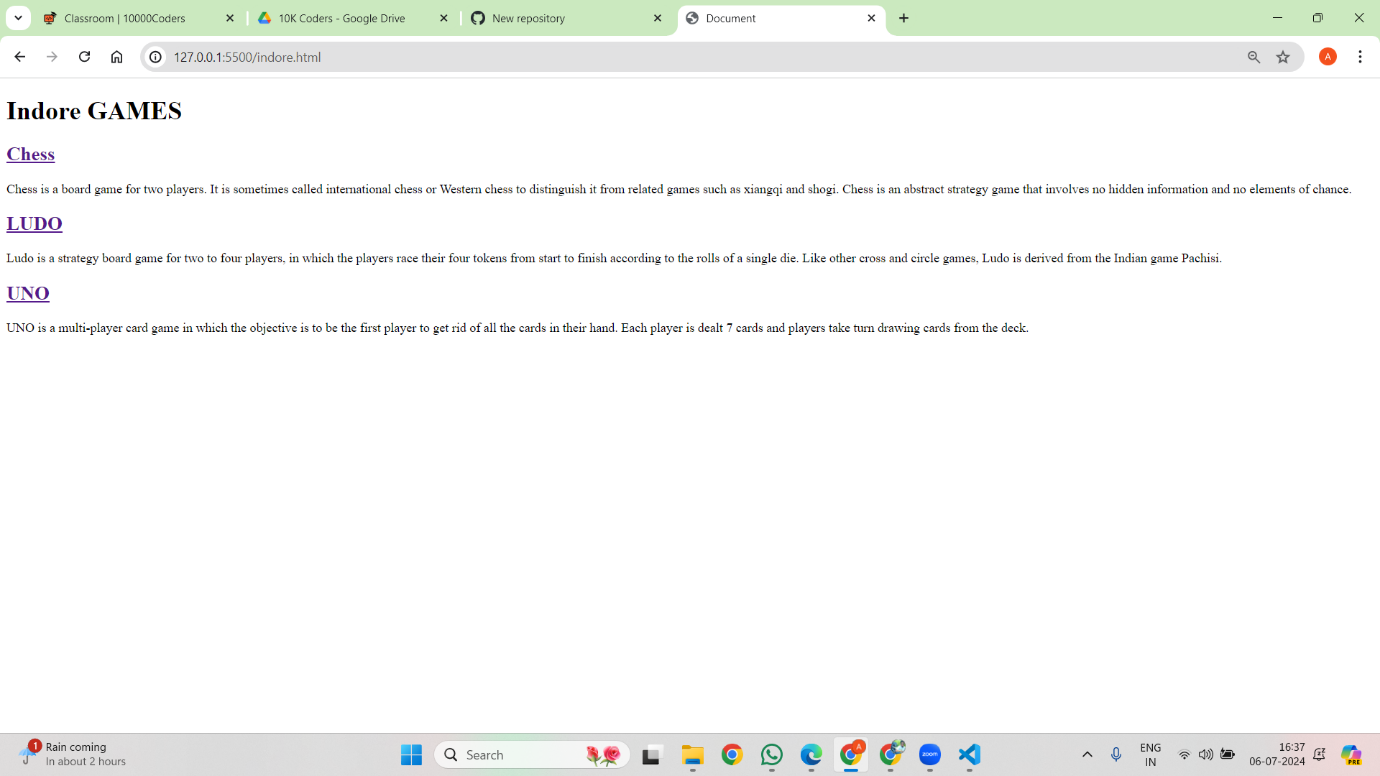 Classroom | 10000Coders
10K Coders - Google Drive
New repository
Document
127.0.0.1:5500/indore.html
A
Indore GAMES
Chess
Chess is a board game for two players. It is sometimes called international chess or Western chess to distinguish it from related games such as xiangqi and shogi. Chess is an abstract strategy game that involves no hidden information and no elements of chance.
LUDO
Ludo is a strategy board game for two to four players, in which the players race their four tokens from start to finish according to the rolls of a single die. Like other cross and circle games, Ludo is derived from the Indian game Pachisi.
UNO
UNO is a multi-player card game in which the objective is to be the first player to get rid of all the cards in their hand. Each player is dealt 7 cards and players take turn drawing cards from the deck.
1
Rain coming
In about 2 hours
Search
A
zoom
ENG
IN
16:37
06-07-2024
PRE